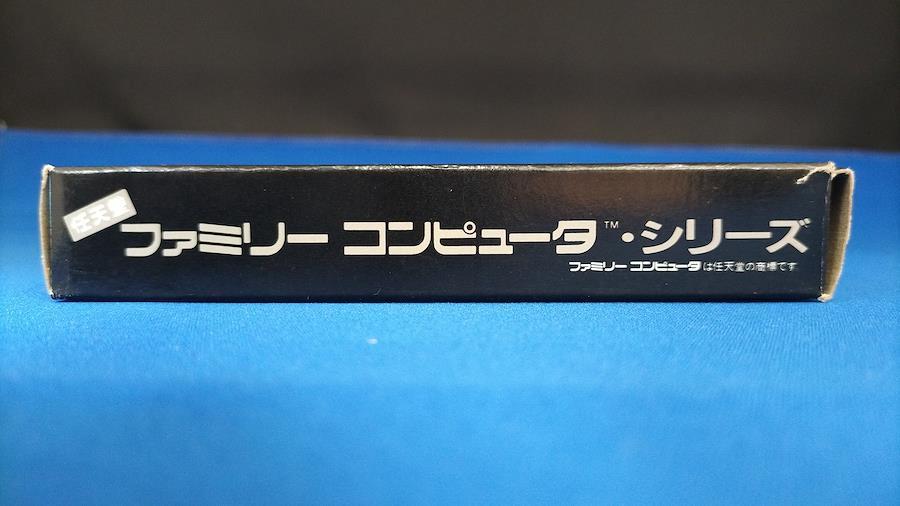 任天堂
ファミリー コンピュータ™・シリーズ
ファミリー コンピュータは任天堂の商標です